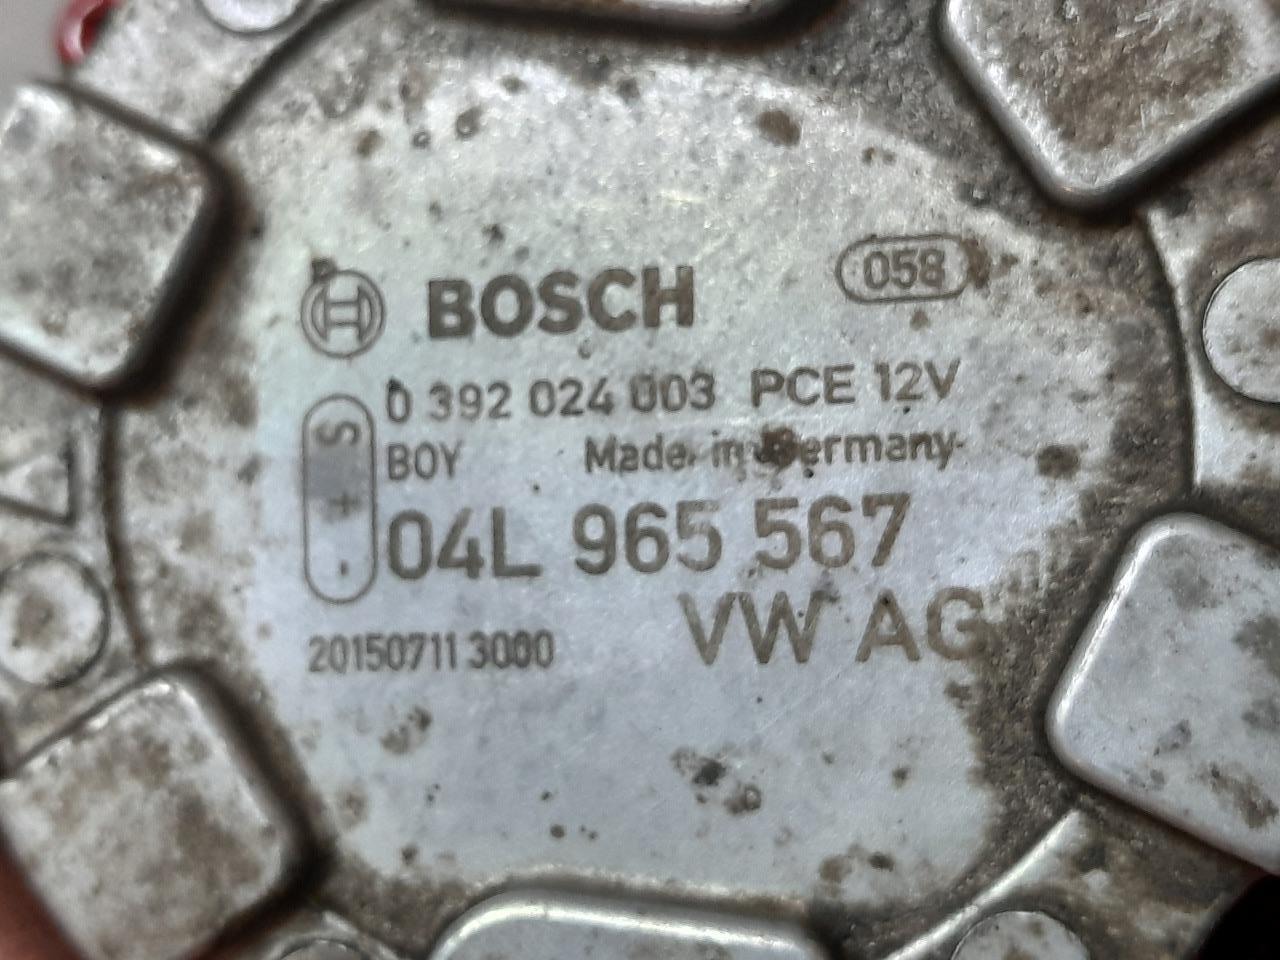 BOSCH 058
0 392 024 003 PCE 12V
BOY Made in Germany
S + -
04L 965 567
VW AG
20150711 3000